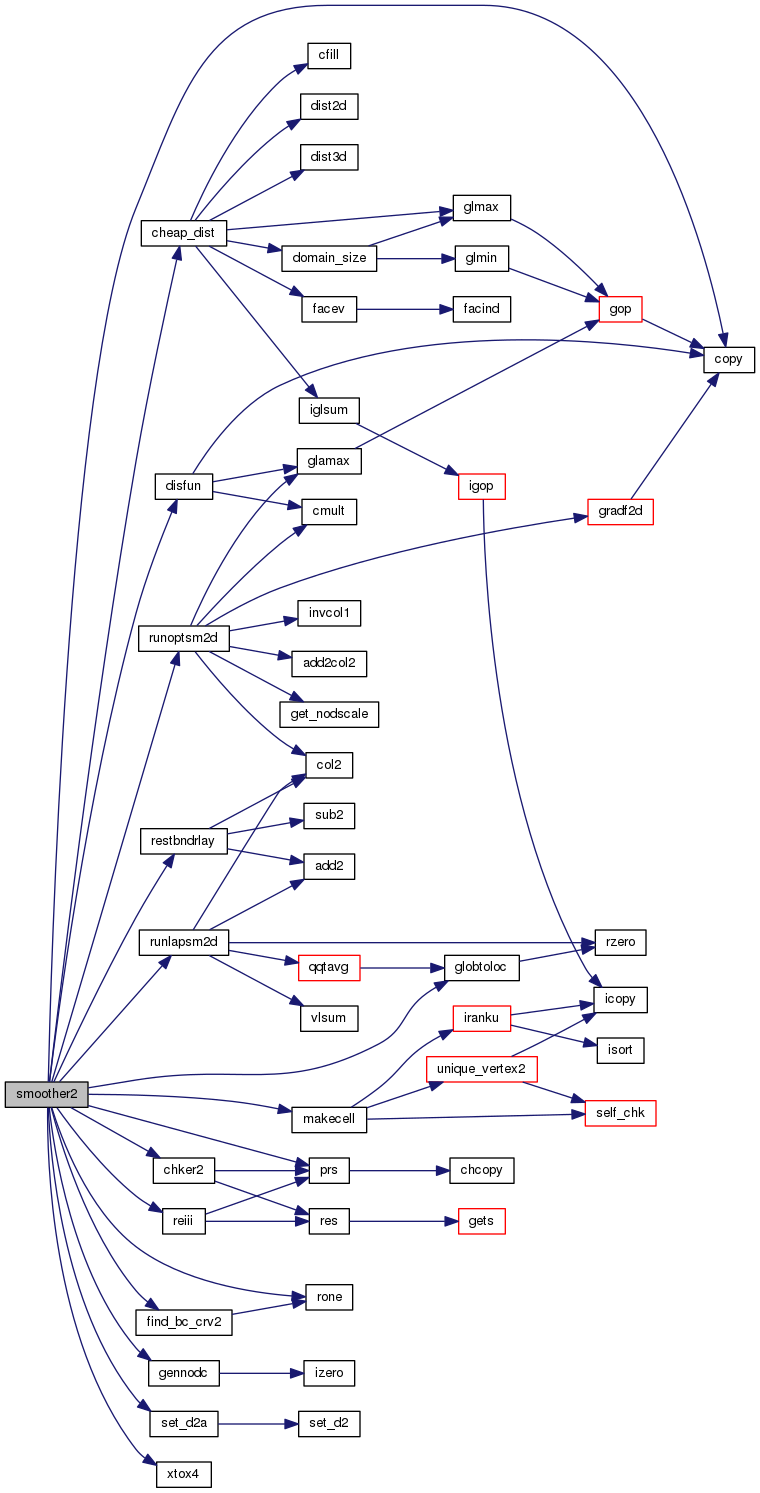 cfill
dist2d
dist3d
glmax
cheap_dist
domain_size
glmin
facev
facind
gop
copy
iglsum
glamax
disfun
igop
cmult
gradf2d
invcol1
runoptsm2d
add2col2
get_nodscale
col2
sub2
restbndrlay
add2
runlapsm2d
rzero
qqtavg
globtoloc
icopy
vlsum
iranku
isort
unique_vertex2
smoother2
self_chk
makecell
chker2
prs
chcopy
reiii
res
gets
rone
find_bc_crv2
gennodc
izero
set_d2a
set_d2
xtox4